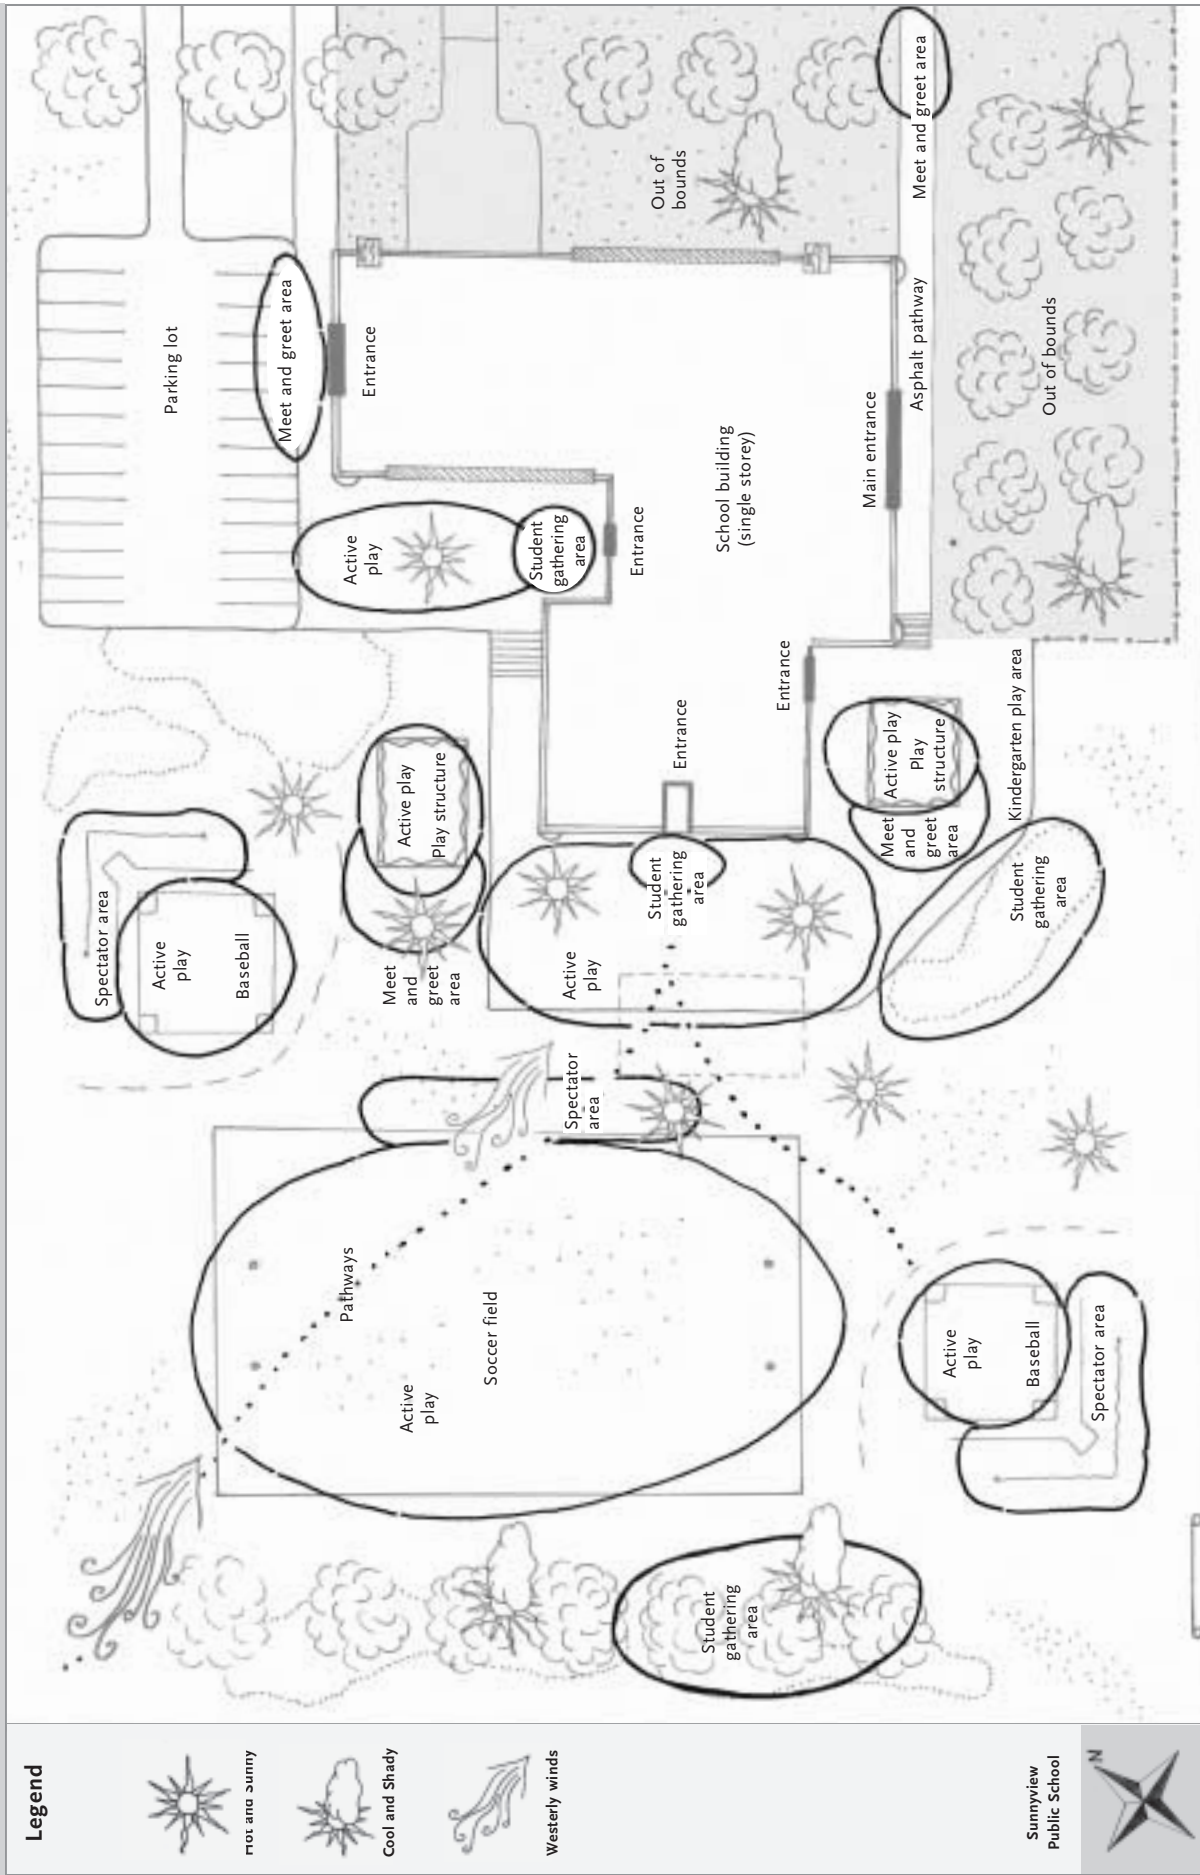 Legend
Hot and Sunny
Cool and Shady
Westerly winds
Sunnyview
Public School
N
Spectator area
Active
play
Baseball
Parking lot
Meet and greet area
Entrance
Active
play
Student
gathering
area
Entrance
Active play
Play structure
Meet
and
greet
area
Pathways
Active
play
Soccer field
Spectator
area
Active
play
Student
gathering
area
Entrance
School building
(single storey)
Out of
bounds
Student
gathering
area
Entrance
Main entrance
Asphalt pathway
Meet and greet area
Active play
Play
structure
Meet
and
greet
area
Kindergarten play area
Student
gathering
area
Out of bounds
Active
play
Baseball
Spectator area